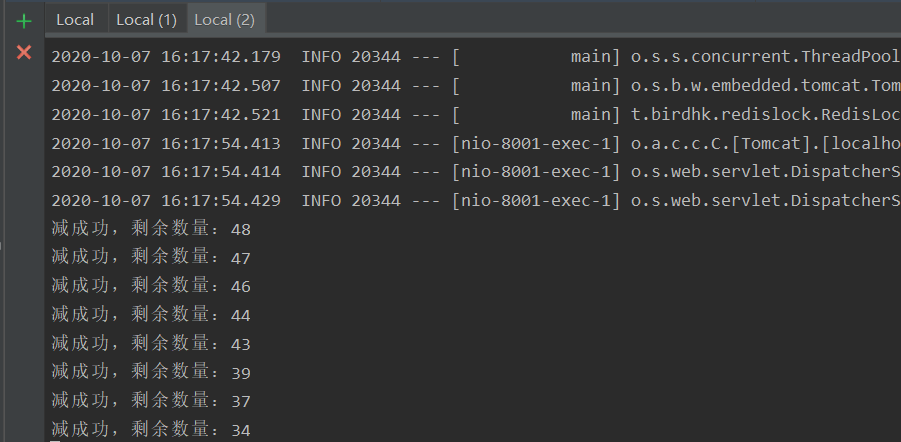 Local Local (1) Local (2)
2020-10-07 16:17:42.179  INFO 20344 --- [           main] o.s.s.concurrent.ThreadPool
2020-10-07 16:17:42.507  INFO 20344 --- [           main] o.s.b.w.embedded.tomcat.Tom
2020-10-07 16:17:42.521  INFO 20344 --- [           main] t.birdhk.redislock.RedisLoc
2020-10-07 16:17:54.413  INFO 20344 --- [nio-8001-exec-1] o.a.c.c.C.[Tomcat].[localho
2020-10-07 16:17:54.414  INFO 20344 --- [nio-8001-exec-1] o.s.web.servlet.DispatcherS
2020-10-07 16:17:54.429  INFO 20344 --- [nio-8001-exec-1] o.s.web.servlet.DispatcherS
减成功，剩余数量：48
减成功，剩余数量：47
减成功，剩余数量：46
减成功，剩余数量：44
减成功，剩余数量：43
减成功，剩余数量：39
减成功，剩余数量：37
减成功，剩余数量：34